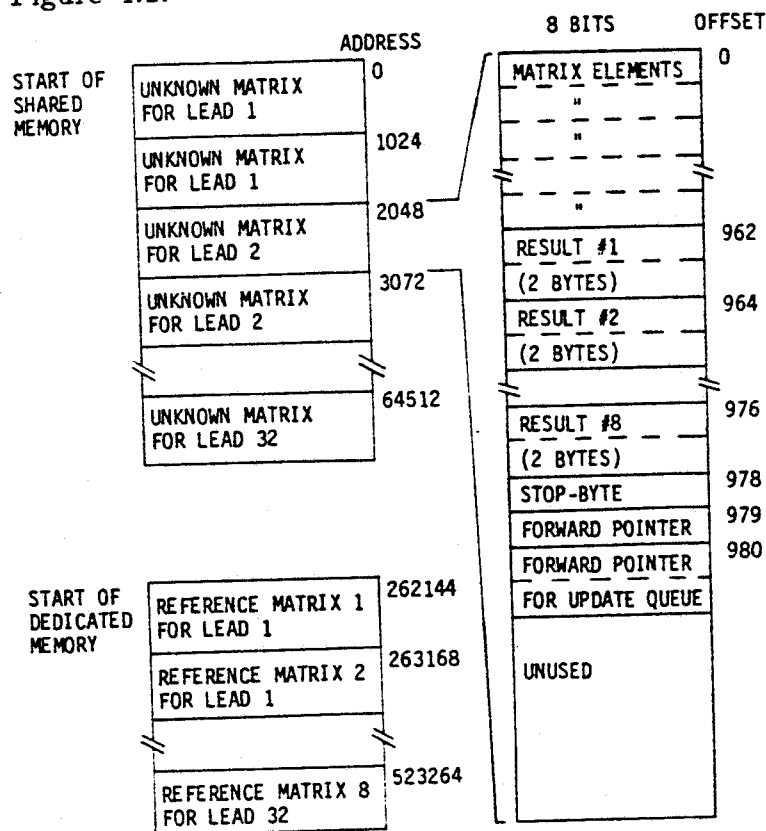 8 BITS OFFSET
ADDRESS
START OF
SHARED
MEMORY
UNKNOWN MATRIX
FOR LEAD 1
0
UNKNOWN MATRIX
FOR LEAD 1
1024
UNKNOWN MATRIX
FOR LEAD 2
2048
UNKNOWN MATRIX
FOR LEAD 2
3072
UNKNOWN MATRIX
FOR LEAD 32
64512
START OF
DEDICATED
MEMORY
REFERENCE MATRIX 1
FOR LEAD 1
262144
REFERENCE MATRIX 2
FOR LEAD 1
263168
REFERENCE MATRIX 8
FOR LEAD 32
523264
MATRIX ELEMENTS
0
"
"
"
RESULT #1
962
(2 BYTES)
RESULT #2
964
(2 BYTES)
RESULT #8
976
(2 BYTES)
STOP-BYTE
978
FORWARD POINTER
979
FORWARD POINTER
980
FOR UPDATE QUEUE
UNUSED